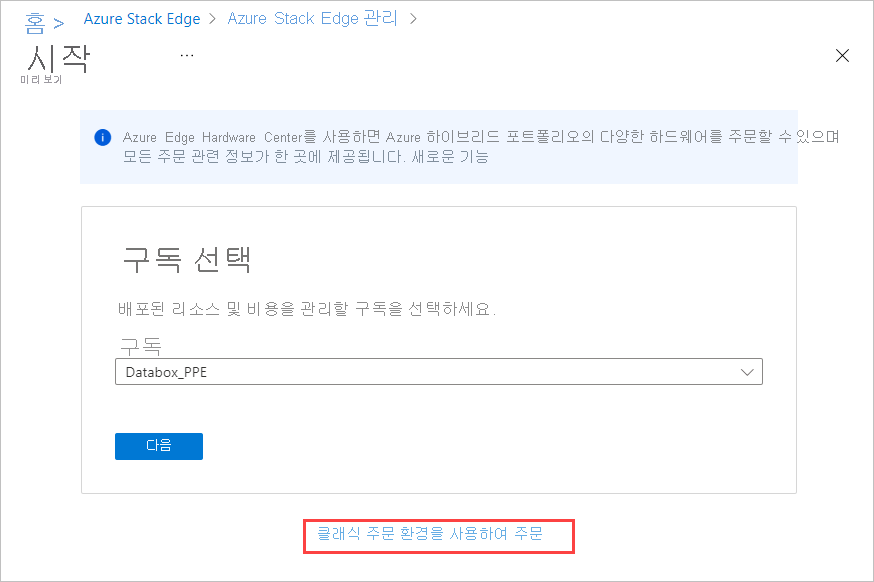 홈 > Azure Stack Edge > Azure Stack Edge 관리 >
시작 ...
미리 보기
Azure Edge Hardware Center를 사용하면 Azure 하이브리드 포트폴리오의 다양한 하드웨어를 주문할 수 있으며
모든 주문 관련 정보가 한 곳에 제공됩니다. 새로운 기능
구독 선택
배포된 리소스 및 비용을 관리할 구독을 선택하세요.
구독
Databox_PPE
다음
클래식 주문 환경을 사용하여 주문